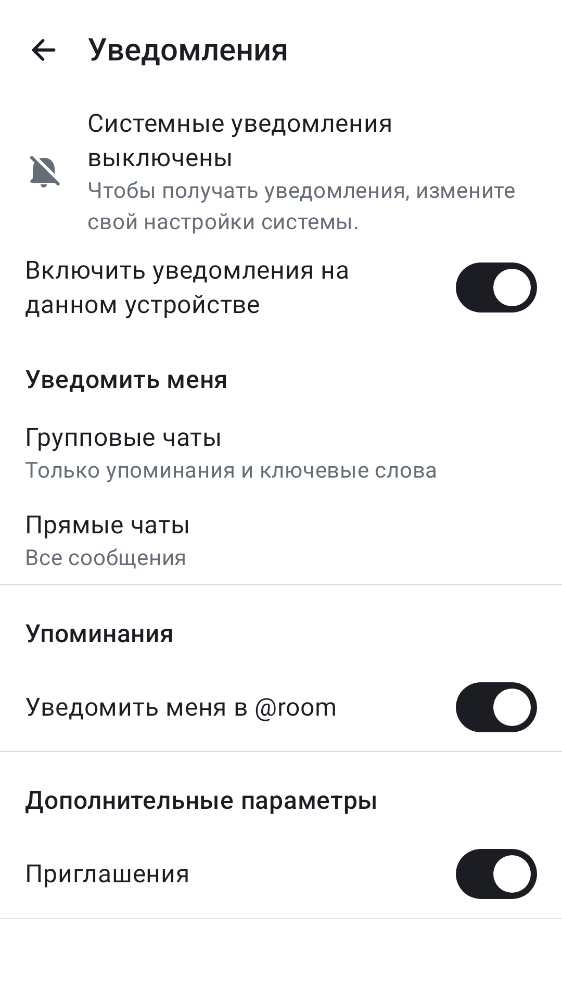 Уведомления
Системные уведомления
выключены
Чтобы получать уведомления, измените
свой настройки системы.
Включить уведомления на
данном устройстве
Уведомить меня
Групповые чаты
Только упоминания и ключевые слова
Прямые чаты
Все сообщения
Упоминания
Уведомить меня в @room
Дополнительные параметры
Приглашения